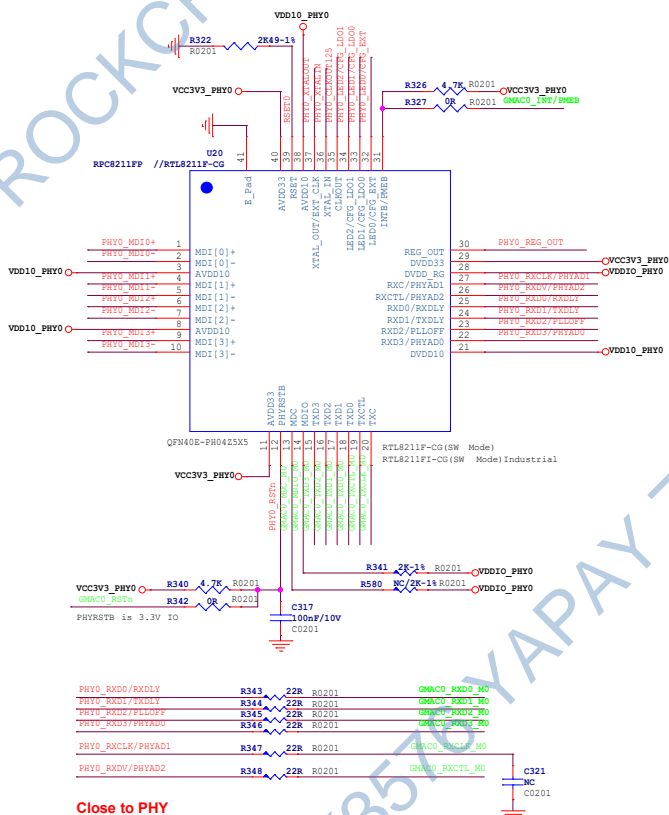 VDD10_PHY0
R322 2K49-1%
R0201
VCC3V3_PHY0
RSET0
PHY0_XTALOUT
PHY0_XTALIN
PHY0_CLKOUT125
PHY0_LED2/CFG_LDO1
PHY0_LED1/CFG_LDO0
PHY0_LED0/CFG_EXT
R326 4.7K R0201 VCC3V3_PHY0
R327 0R R0201 GMAC0_INT/PMEB
U20
RPC8211FP //RTL8211F-CG
41 40 39 38 37 36 35 34 33 32 31
E_Pad
AVDD33
RSET
AVDD10
XTAL_OUT/EXT_CLK
XTAL_IN
CLKOUT
LED2/CFG_LDO1
LED1/CFG_LDO0
LED0/CFG_EXT
INTB/PMEB
PHY0_MDI0+ 1 MDI[0]+
PHY0_MDI0- 2 MDI[0]-
VDD10_PHY0 3 AVDD10
PHY0_MDI1+ 4 MDI[1]+
PHY0_MDI1- 5 MDI[1]-
PHY0_MDI2+ 6 MDI[2]+
PHY0_MDI2- 7 MDI[2]-
VDD10_PHY0 8 AVDD10
PHY0_MDI3+ 9 MDI[3]+
PHY0_MDI3- 10 MDI[3]-
REG_OUT 30 PHY0_REG_OUT
DVDD33 29 VCC3V3_PHY0
DVDD_RG 28 VDDIO_PHY0
RXC/PHYAD1 27 PHY0_RXCLK/PHYAD1
RXCTL/PHYAD2 26 PHY0_RXDV/PHYAD2
RXD0/RXDLY 25 PHY0_RXD0/RXDLY
RXD1/TXDLY 24 PHY0_RXD1/TXDLY
RXD2/PLLOFF 23 PHY0_RXD2/PLLOFF
RXD3/PHYAD0 22 PHY0_RXD3/PHYAD0
DVDD10 21 VDD10_PHY0
AVDD33
PHYRSTB
MDC
MDIO
TXD3
TXD2
TXD1
TXD0
TXCTL
TXC
QFN40E-PH04Z5X5
11 12 13 14 15 16 17 18 19 20
RTL8211F-CG(SW Mode)
RTL8211FI-CG(SW Mode)Industrial
VCC3V3_PHY0
PHY0_RSTn
GMAC0_MDC_M0
GMAC0_MDIO_M0
GMAC0_TXD3_M0
GMAC0_TXD2_M0
GMAC0_TXD1_M0
GMAC0_TXD0_M0
GMAC0_TXCTL_M0
GMAC0_TXCLK_M0
R341 2K-1% R0201 VDDIO_PHY0
R580 NC/2K-1% R0201 VDDIO_PHY0
VCC3V3_PHY0 R340 4.7K R0201
GMAC0_RSTn R342 0R R0201
PHYRSTB is 3.3V IO
C317
100nF/10V
C0201
PHY0_RXD0/RXDLY R343 22R R0201 GMAC0_RXD0_M0
PHY0_RXD1/TXDLY R344 22R R0201 GMAC0_RXD1_M0
PHY0_RXD2/PLLOFF R345 22R R0201 GMAC0_RXD2_M0
PHY0_RXD3/PHYAD0 R346 22R R0201 GMAC0_RXD3_M0
PHY0_RXCLK/PHYAD1 R347 22R R0201 GMAC0_RXCLK_M0
PHY0_RXDV/PHYAD2 R348 22R R0201 GMAC0_RXCTL_M0
C321
NC
C0201
Close to PHY